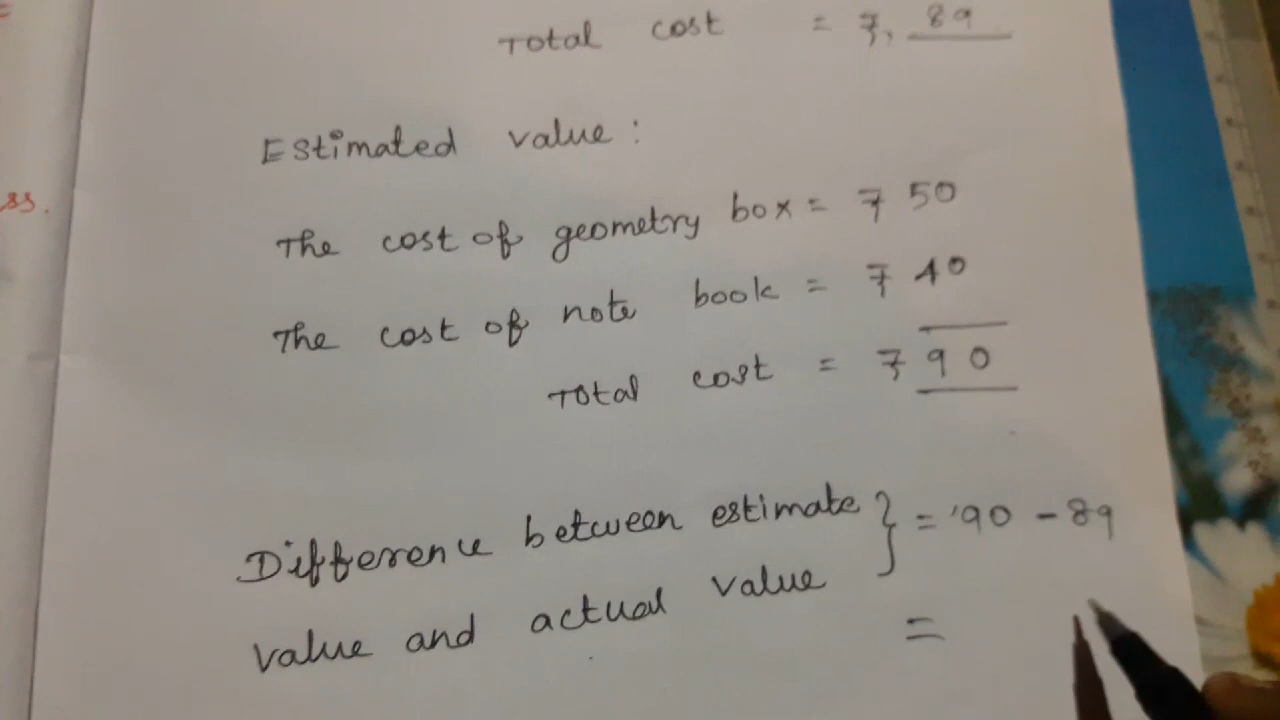 Total cost = ₹ 89
ss.
Estimated value:
The cost of geometry box = ₹ 50
The cost of note book = ₹ 40
Total cost = ₹ 90
Difference between estimate } = 90 - 89
value and actual value
=